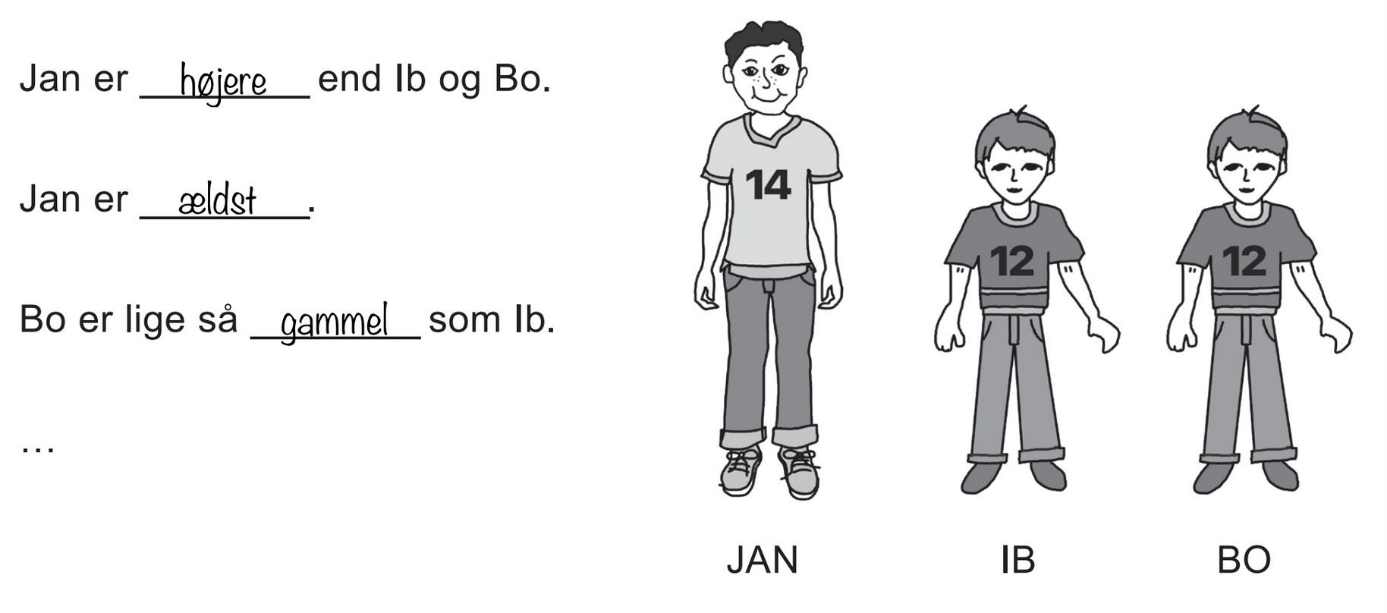 Jan er højere end Ib og Bo.
Jan er ældst.
Bo er lige så gammel som Ib.
...
14
12
12
JAN
IB
BO